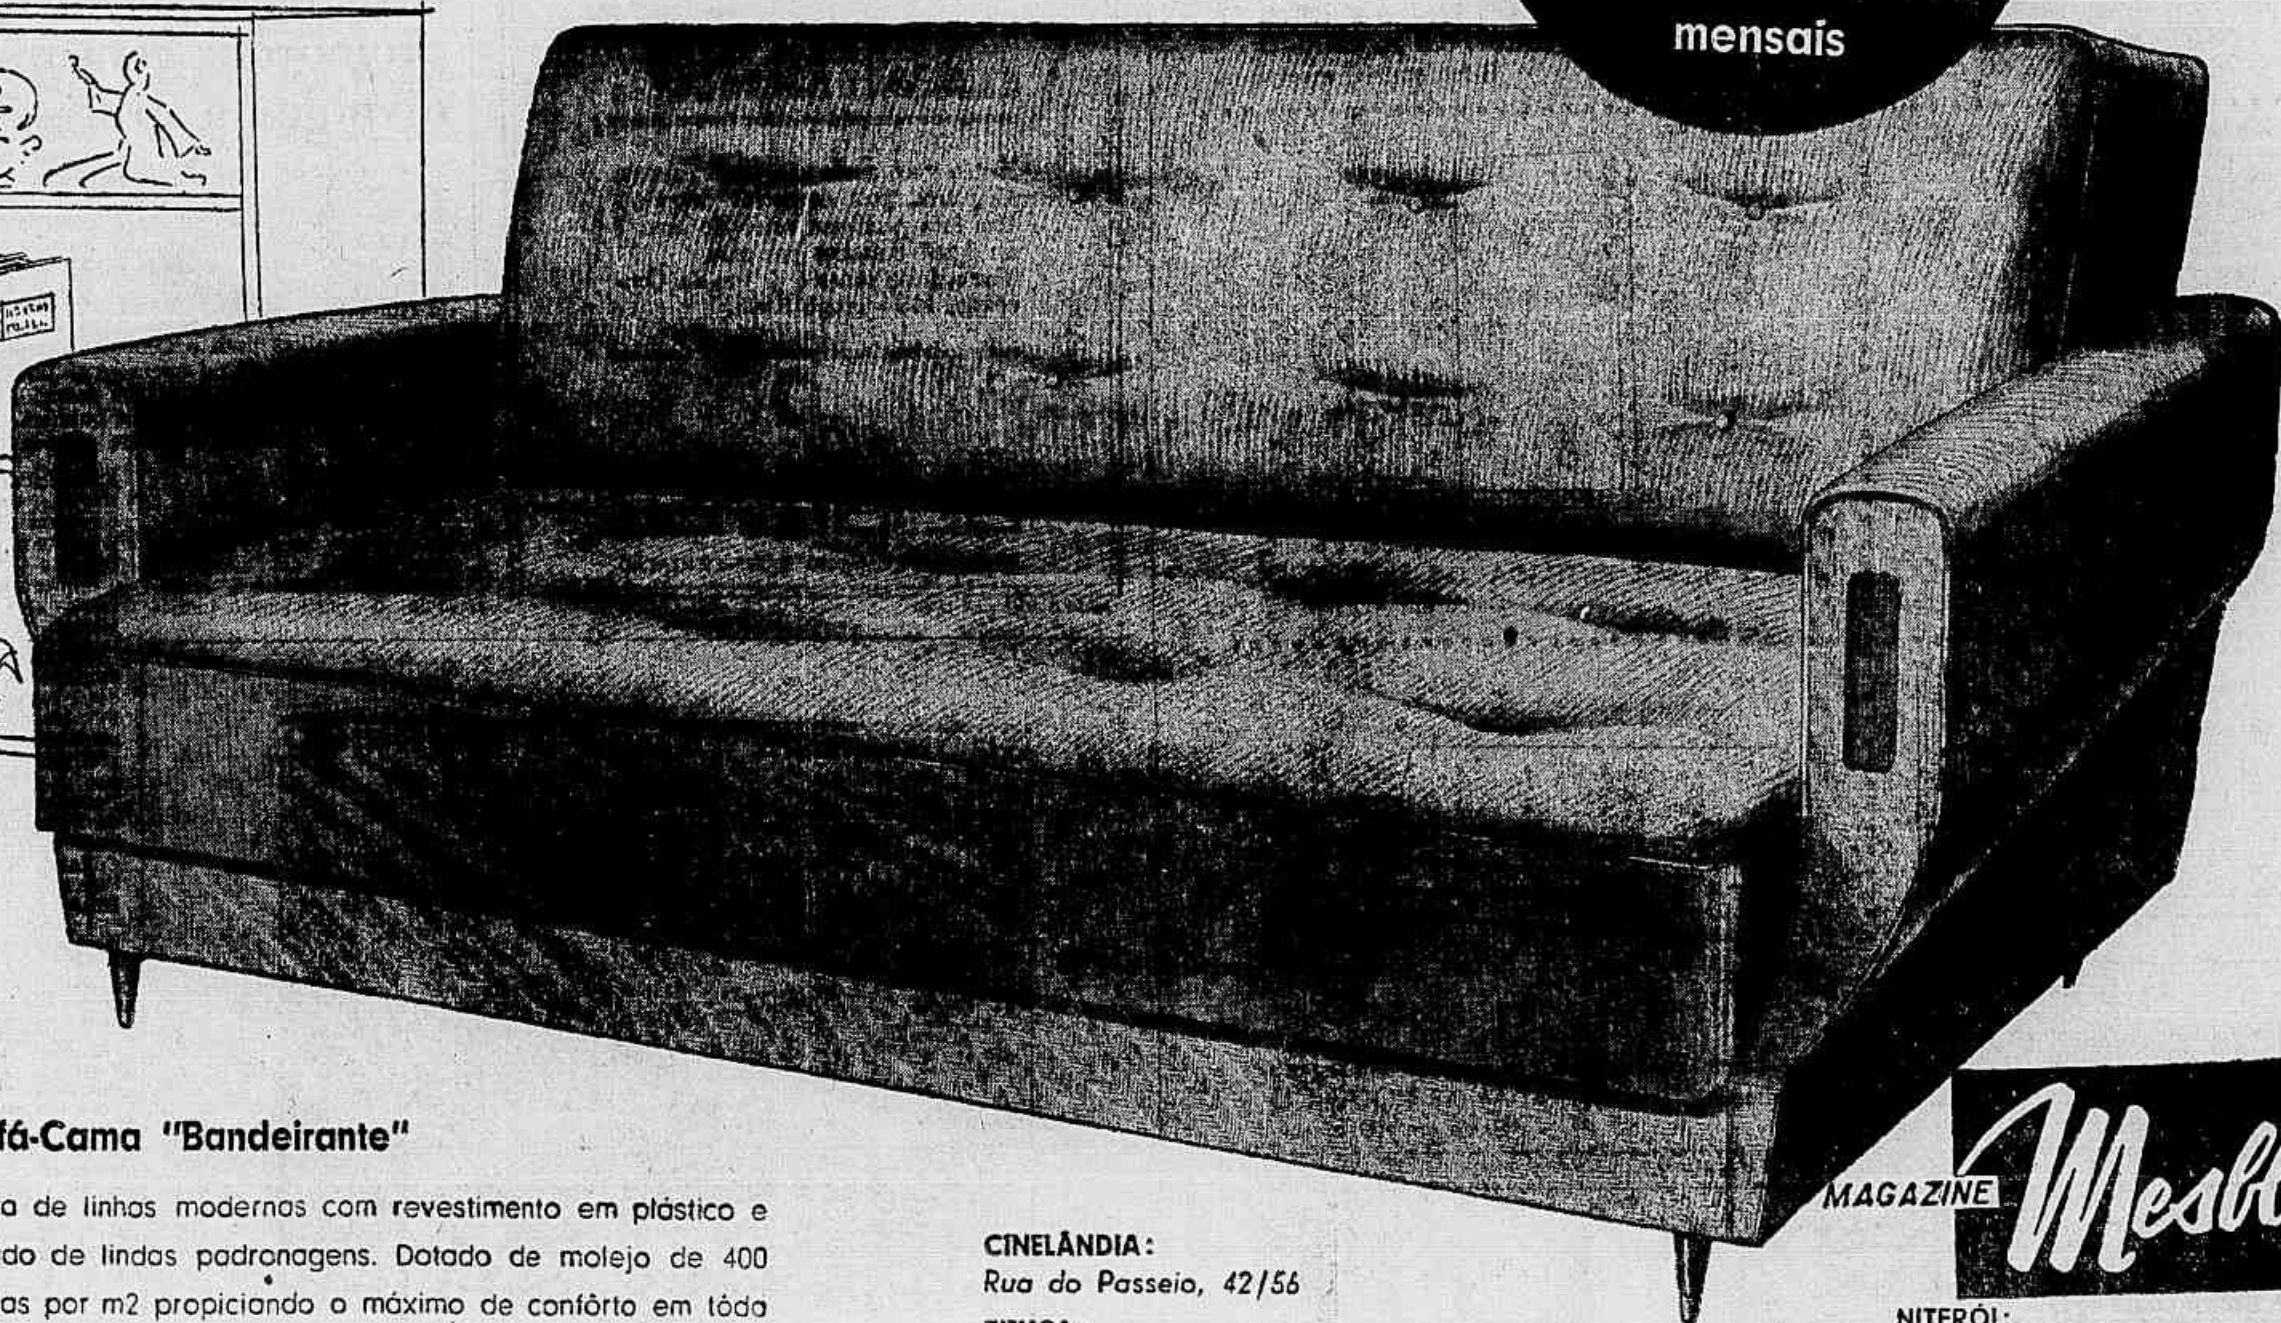 mensais
fá-Cama "Bandeirante"
a de linhas modernas com revestimento em plástico e
do de lindas padronagens. Dotado de molejo de 400
as por m2 propiciando o máximo de confôrto em tôda
CINELÂNDIA:
Rua do Passeio, 42/56
MAGAZINE
Mesbl
NITERÓI: